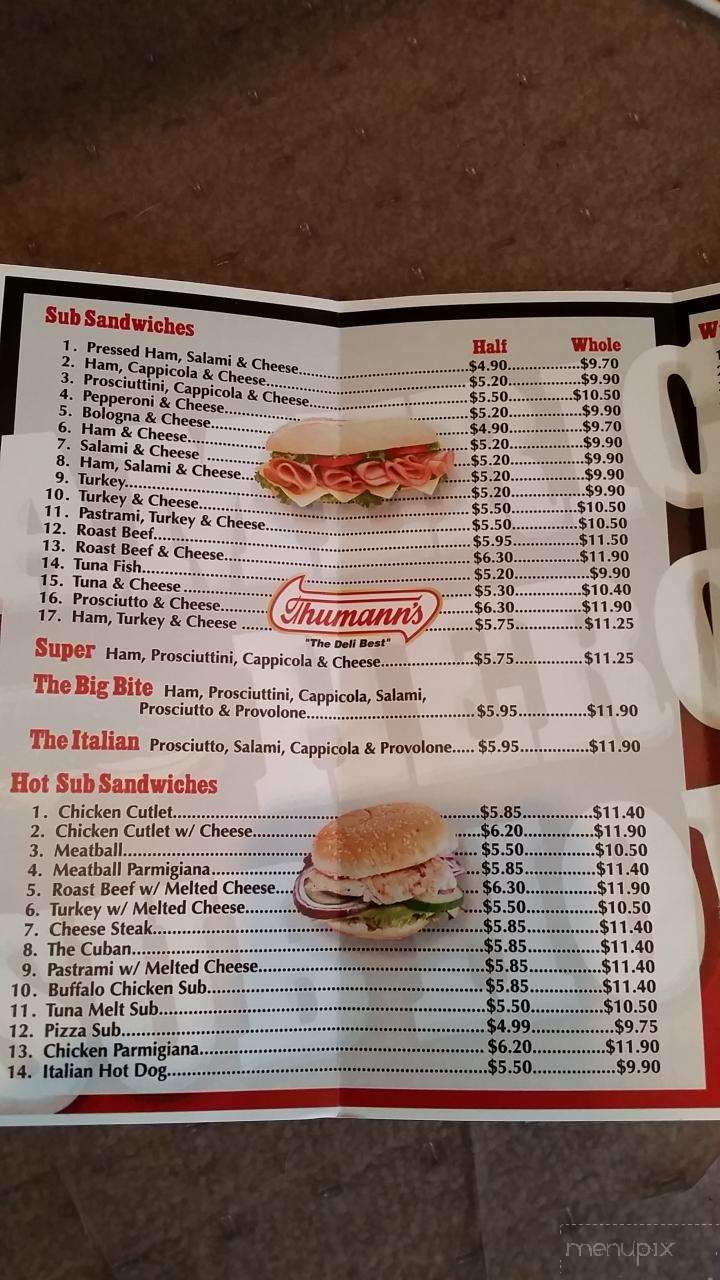 Sub Sandwiches
Half Whole
1. Pressed Ham, Salami & Cheese...$4.90...$9.70
2. Ham, Cappicola & Cheese...$5.20...$9.90
3. Prosciuttini, Cappicola & Cheese...$5.50...$10.50
4. Pepperoni & Cheese...$5.20...$9.90
5. Bologna & Cheese...$4.90...$9.70
6. Ham & Cheese...$5.20...$9.90
7. Salami & Cheese...$5.20...$9.90
8. Ham, Salami & Cheese...$5.20...$9.90
9. Turkey...$5.20...$9.90
10. Turkey & Cheese...$5.50...$10.50
11. Pastrami, Turkey & Cheese...$5.50...$10.50
12. Roast Beef...$5.95...$11.50
13. Roast Beef & Cheese...$6.30...$11.90
14. Tuna Fish...$5.20...$9.90
15. Tuna & Cheese...$5.30...$10.40
16. Prosciutto & Cheese...$6.30...$11.90
17. Ham, Turkey & Cheese...$5.75...$11.25
Thumann's
"The Deli Best"
Super Ham, Prosciuttini, Cappicola & Cheese...$5.75...$11.25
The Big Bite Ham, Prosciuttini, Cappicola, Salami,
Prosciutto & Provolone...$5.95...$11.90
The Italian Prosciutto, Salami, Cappicola & Provolone...$5.95...$11.90
Hot Sub Sandwiches
1. Chicken Cutlet...$5.85...$11.40
2. Chicken Cutlet w/ Cheese...$6.20...$11.90
3. Meatball...$5.50...$10.50
4. Meatball Parmigiana...$5.85...$11.40
5. Roast Beef w/ Melted Cheese...$6.30...$11.90
6. Turkey w/ Melted Cheese...$5.50...$10.50
7. Cheese Steak...$5.85...$11.40
8. The Cuban...$5.85...$11.40
9. Pastrami w/ Melted Cheese...$5.85...$11.40
10. Buffalo Chicken Sub...$5.85...$11.40
11. Tuna Melt Sub...$5.50...$10.50
12. Pizza Sub...$4.99...$9.75
13. Chicken Parmigiana...$6.20...$11.90
14. Italian Hot Dog...$5.50...$9.90
menupix